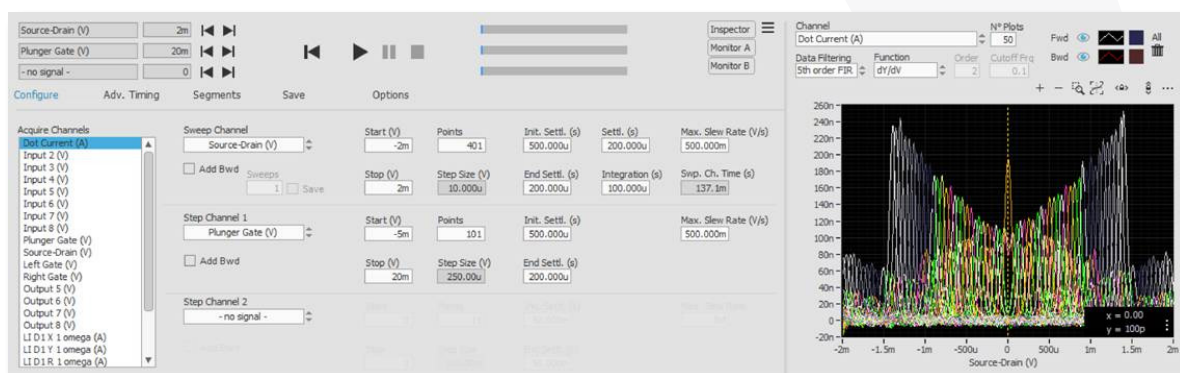 Source-Drain (V) 2m
Plunger Gate (V) 20m
- no signal - 0
Inspector
Monitor A
Monitor B
Configure Adv. Timing Segments Save Options
Acquire Channels
Dot Current (A)
Input 2 (V)
Input 3 (V)
Input 4 (V)
Input 5 (V)
Input 6 (V)
Input 7 (V)
Input 8 (V)
Plunger Gate (V)
Source-Drain (V)
Left Gate (V)
Right Gate (V)
Output 5 (V)
Output 6 (V)
Output 7 (V)
Output 8 (V)
LI D1 X 1 omega (A)
LI D1 Y 1 omega (A)
LI D1 R 1 omega (A)
Sweep Channel Start (V) Points Init. Settl. (s) Settl. (s) Max. Slew Rate (V/s)
Source-Drain (V) -2m 401 500.000u 200.000u 500.000m
Add Bwd Sweeps Stop (V) Step Size (V) End Settl. (s) Integration (s) Swp. Ch. Time (s)
1 Save 2m 10.000u 200.000u 100.000u 137.1m
Step Channel 1 Start (V) Points Init. Settl. (s) Max. Slew Rate (V/s)
Plunger Gate (V) -5m 101 500.000u 500.000m
Add Bwd Stop (V) Step Size (V) End Settl. (s)
20m 250.00u 200.000u
Step Channel 2
- no signal -
Channel N° Plots
Dot Current (A) 50 Fwd All
Data Filtering Function Order Cutoff Frq Bwd
5th order FIR dY/dV 2 0.1
260n
240n
220n
200n
180n
160n
140n
120n
100n
80n
60n
40n
20n
0
-20n
x = 0.00
y = 100p
-2m -1.5m -1m -500u 0 500u 1m 1.5m 2m
Source-Drain (V)